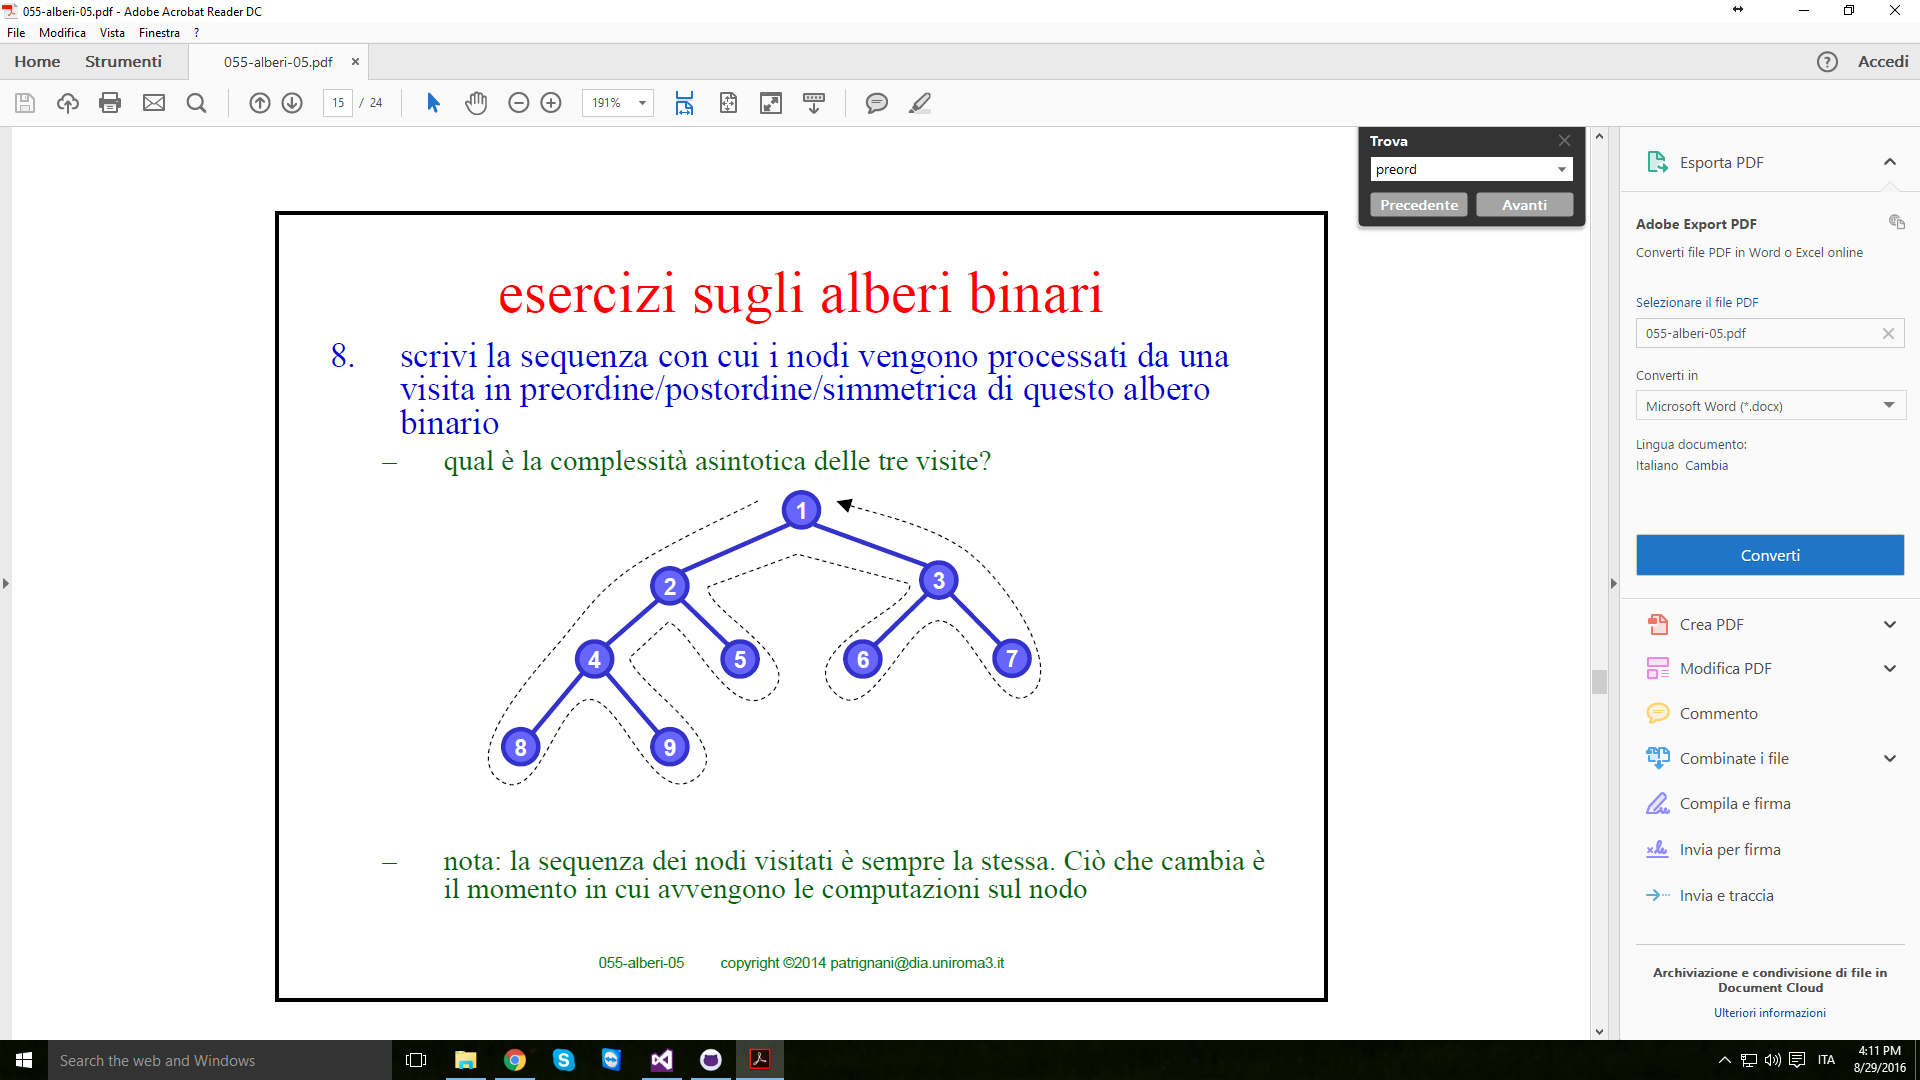 055-alberi-05.pdf - Adobe Acrobat Reader DC
File Modifica Vista Finestra ?
Home Strumenti 055-alberi-05.pdf × ? Accedi
15 / 24 191%
Trova
preord
Precedente Avanti
esercizi sugli alberi binari
8. scrivi la sequenza con cui i nodi vengono processati da una
visita in preordine/postordine/simmetrica di questo albero
binario
– qual è la complessità asintotica delle tre visite?
1
2 3
4 5 6 7
8 9
– nota: la sequenza dei nodi visitati è sempre la stessa. Ciò che cambia è
il momento in cui avvengono le computazioni sul nodo
055-alberi-05 copyright ©2014 patrignani@dia.uniroma3.it
Esporta PDF
Adobe Export PDF
Converti file PDF in Word o Excel online
Selezionare il file PDF
055-alberi-05.pdf
Converti in
Microsoft Word (*.docx)
Lingua documento:
Italiano Cambia
Converti
Crea PDF
Modifica PDF
Commento
Combinate i file
Compila e firma
Invia per firma
Invia e traccia
Archiviazione e condivisione di file in
Document Cloud
Ulteriori informazioni
Search the web and Windows
ITA
4:11 PM
8/29/2016